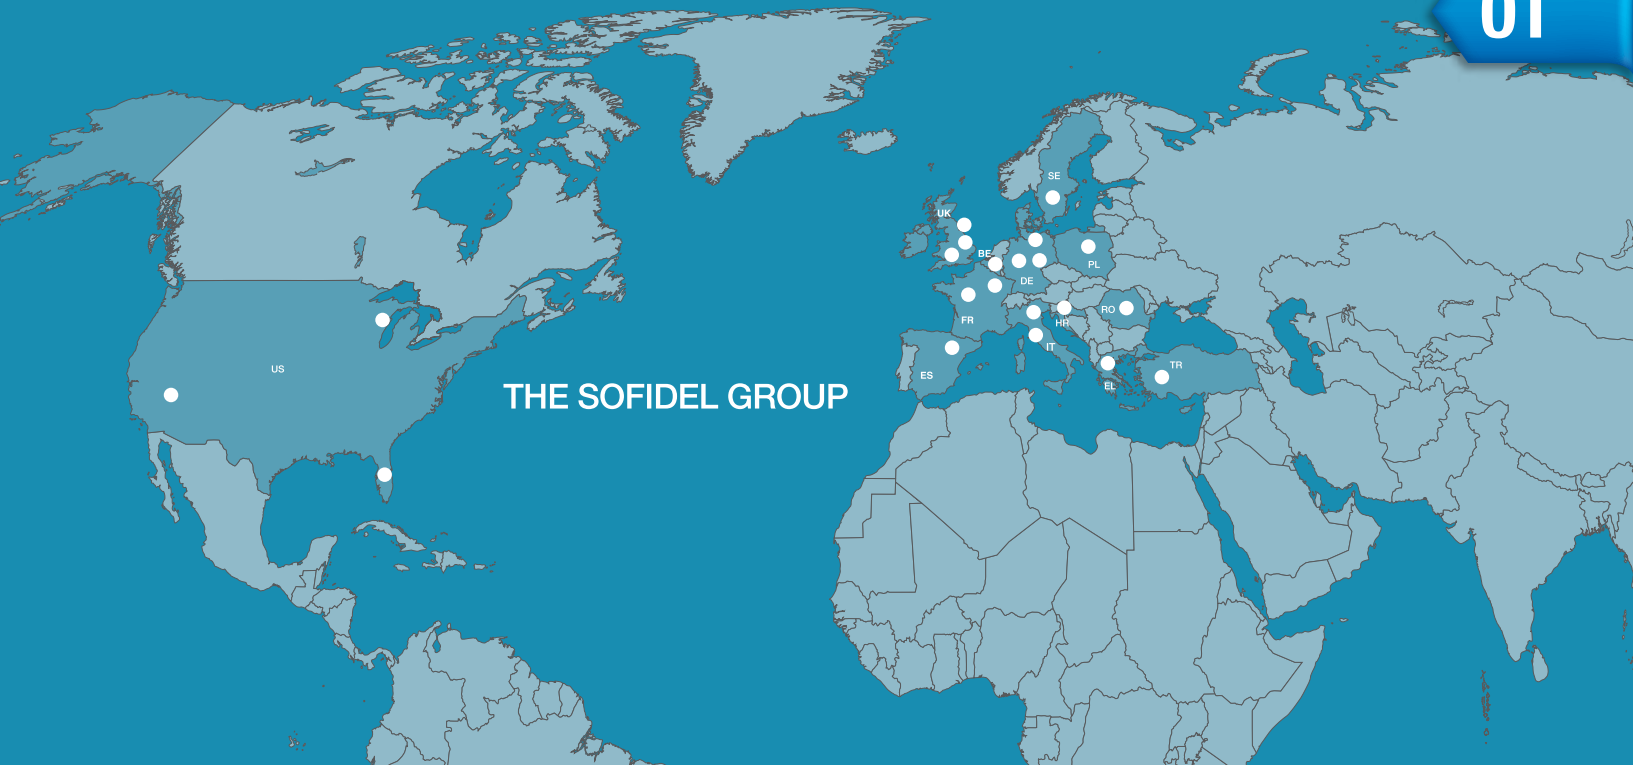 01
SE
UK
BE
PL
DE
RO
FR
HR
IT
TR
US
ES
EL
THE SOFIDEL GROUP